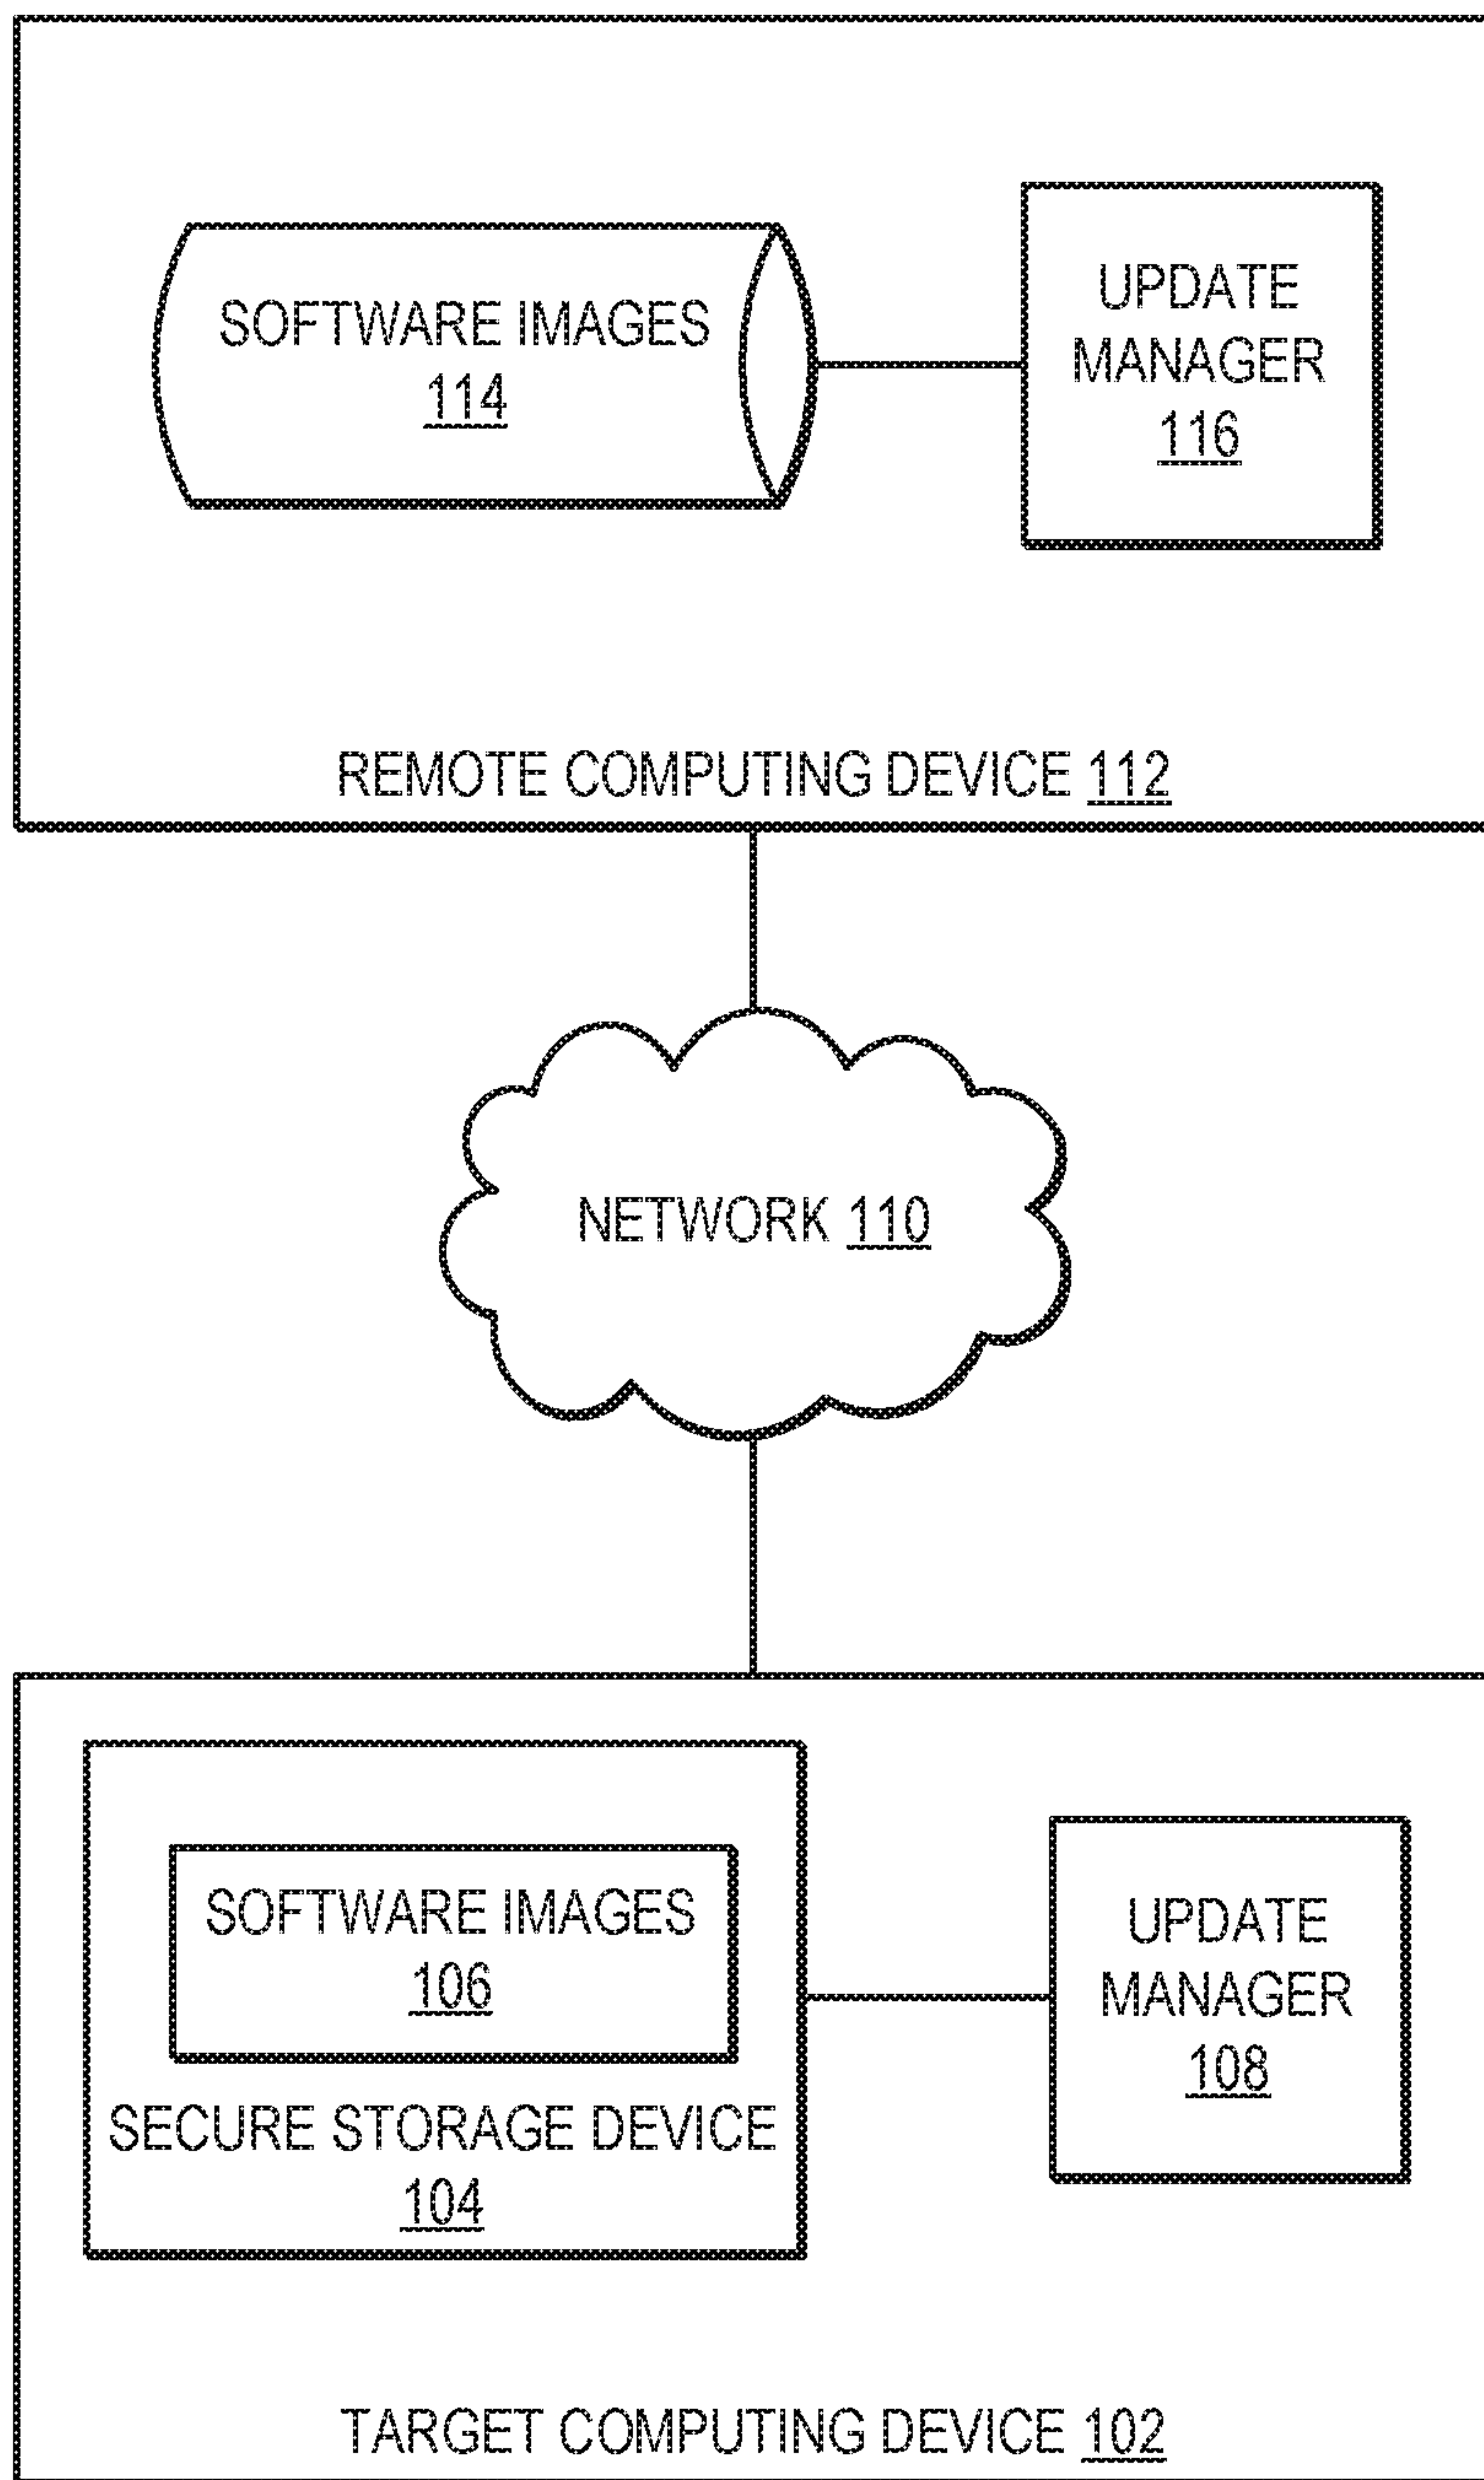 SOFTWARE IMAGES
114
UPDATE
MANAGER
116
REMOTE COMPUTING DEVICE 112
NETWORK 110
SOFTWARE IMAGES
106
SECURE STORAGE DEVICE
104
UPDATE
MANAGER
108
TARGET COMPUTING DEVICE 102